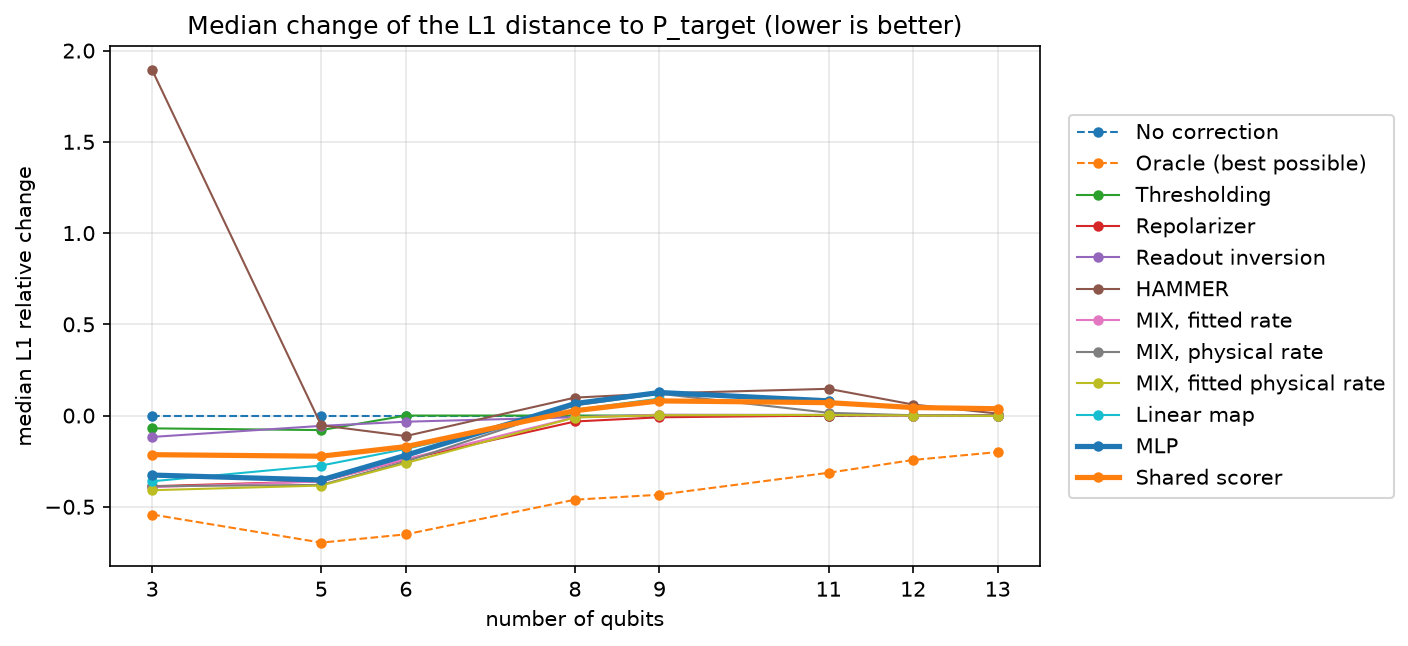 Median change of the L1 distance to P_target (lower is better)
2.0
1.5
1.0
0.5
0.0
−0.5
median L1 relative change
3
5
6
8
9
11
12
13
number of qubits
No correction
Oracle (best possible)
Thresholding
Repolarizer
Readout inversion
HAMMER
MIX, fitted rate
MIX, physical rate
MIX, fitted physical rate
Linear map
MLP
Shared scorer